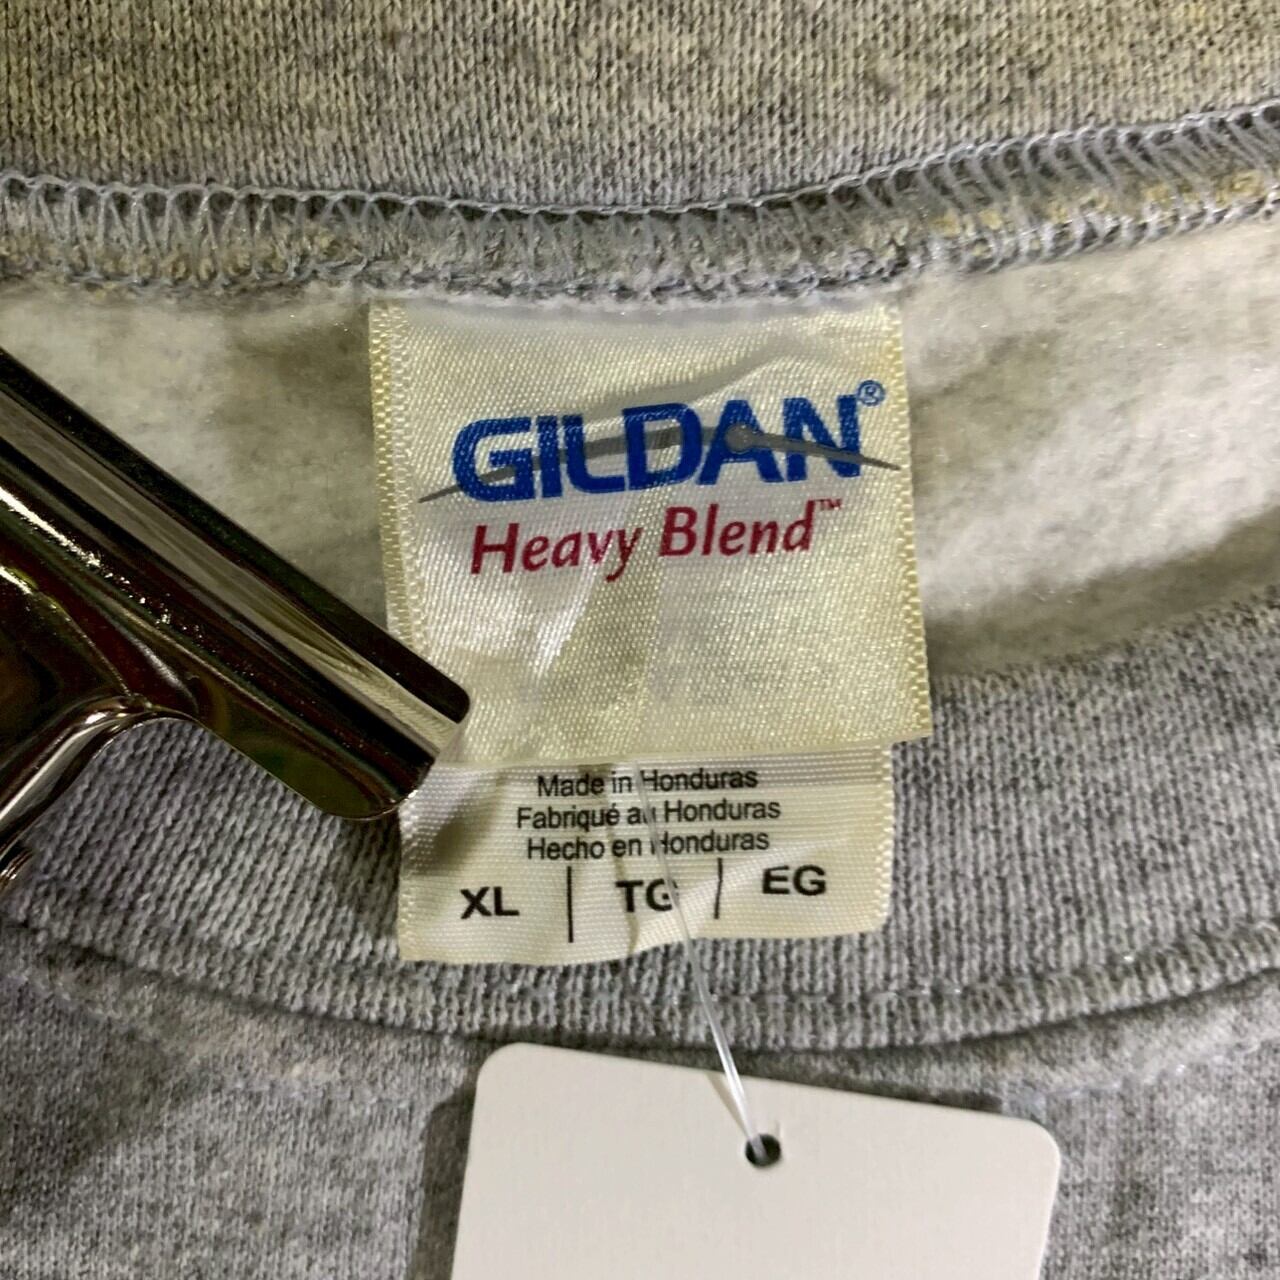 GILDAN®
Heavy Blend™
Made in Honduras
Fabriqué au Honduras
Hecho en Honduras
XL | TG | EG